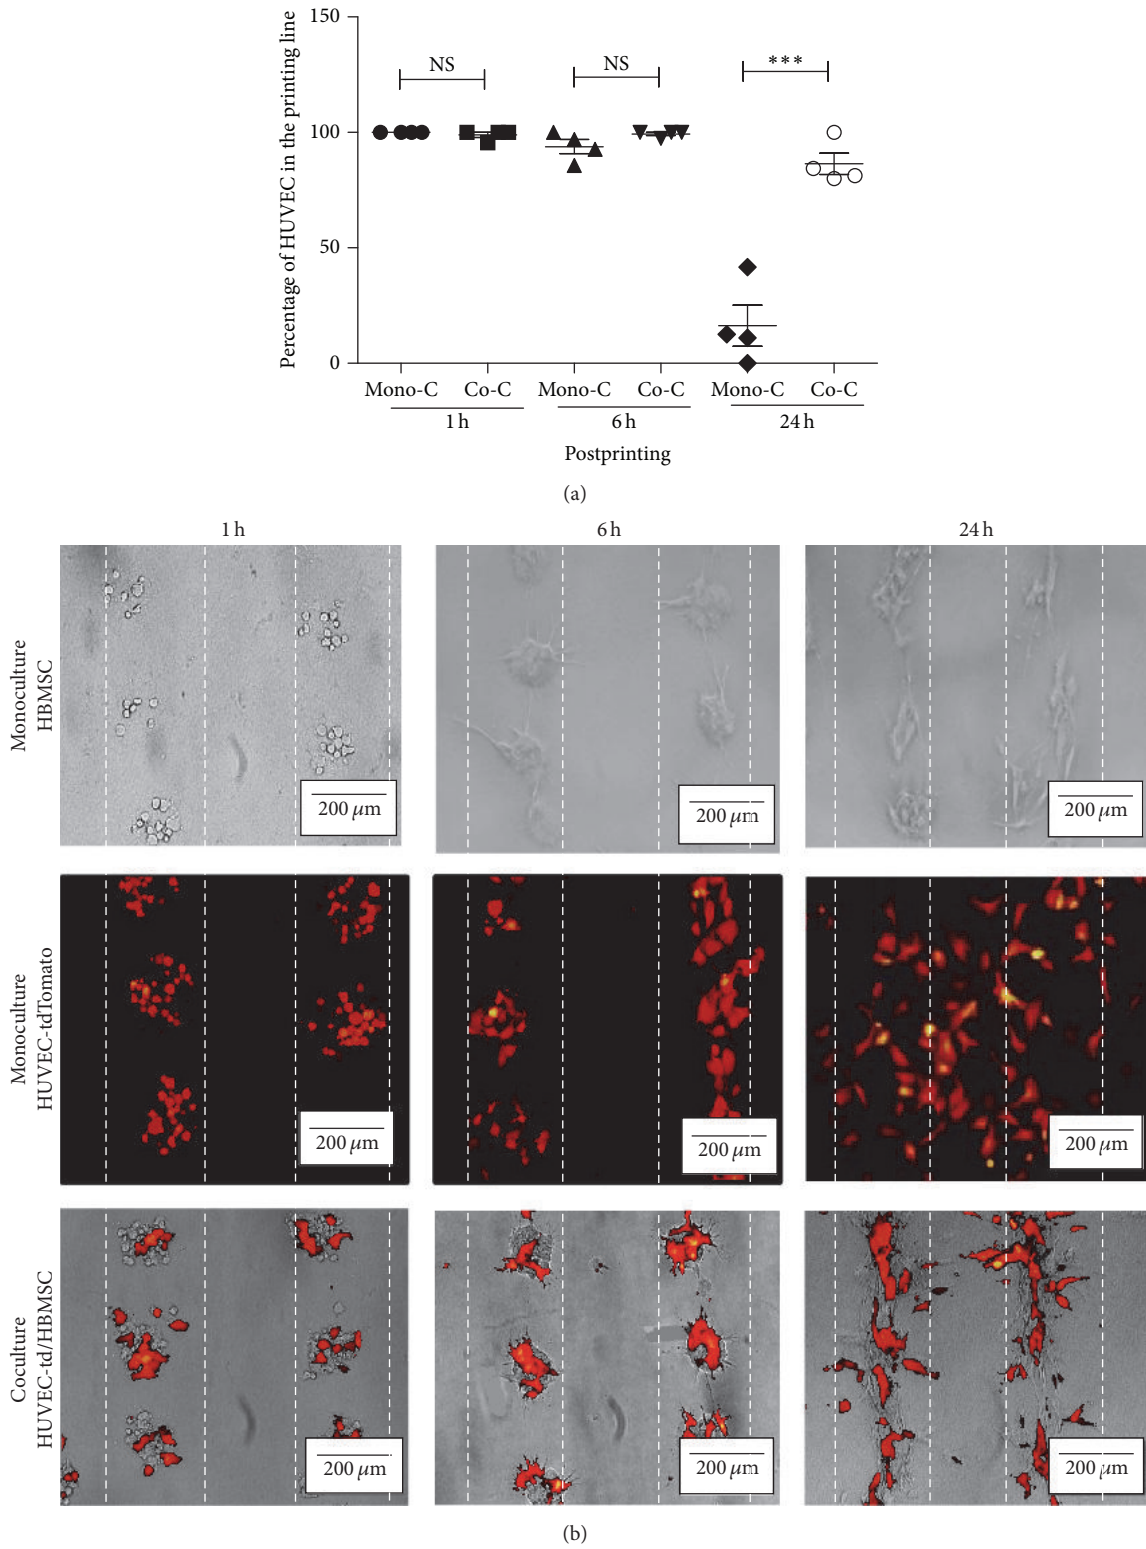 Percentage of HUVEC in the printing line
150
100
50
0
NS
NS
***
Mono-C Co-C Mono-C Co-C Mono-C Co-C
1 h 6 h 24 h
Postprinting
(a)
1 h 6 h 24 h
Monoculture
HBMSC
200 μm 200 μm 200 μm
Monoculture
HUVEC-tdTomato
200 μm 200 μm 200 μm
Coculture
HUVEC-td/HBMSC
200 μm 200 μm 200 μm
(b)